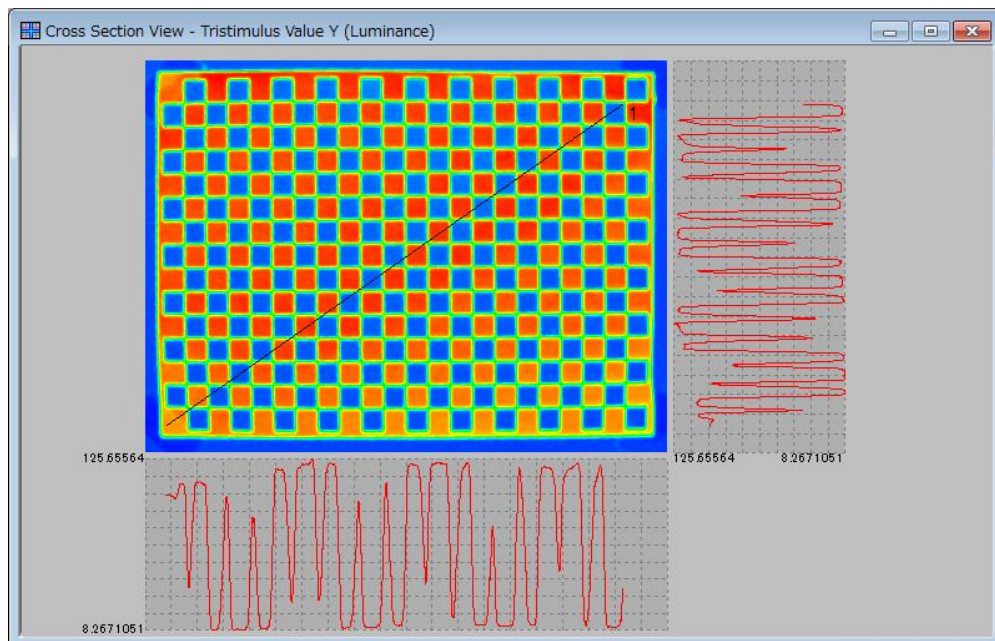 Cross Section View - Tristimulus Value Y (Luminance)
1
125.65564
8.2671051
125.65564 8.2671051